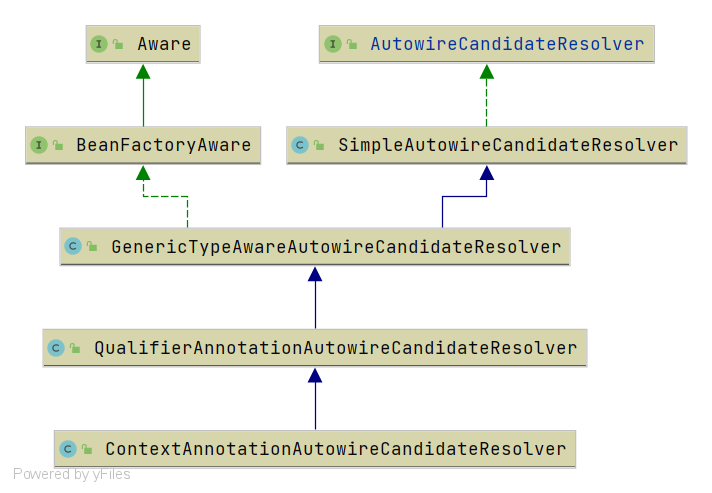 I Aware
I AutowireCandidateResolver
I BeanFactoryAware
C SimpleAutowireCandidateResolver
C GenericTypeAwareAutowireCandidateResolver
C QualifierAnnotationAutowireCandidateResolver
C ContextAnnotationAutowireCandidateResolver
Powered by yFiles